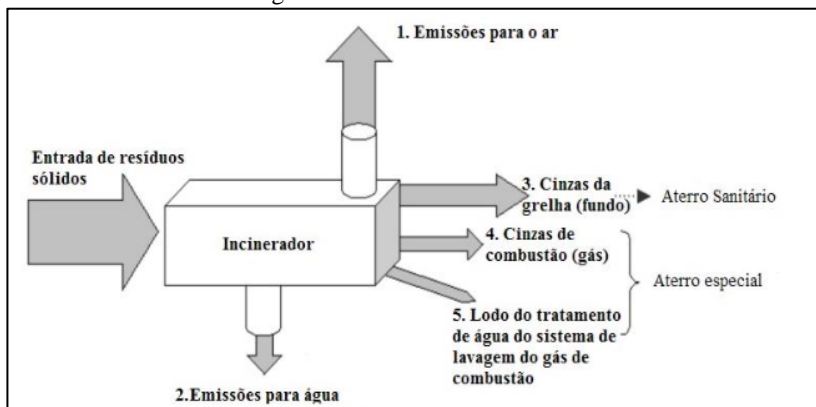 1. Emissões para o ar
Entrada de resíduos
sólidos
Incinerador
3. Cinzas da
grelha (fundo)
Aterro Sanitário
4. Cinzas de
combustão (gás)
Aterro especial
5. Lodo do tratamento
de água do sistema de
lavagem do gás de
combustão
2.Emissões para água